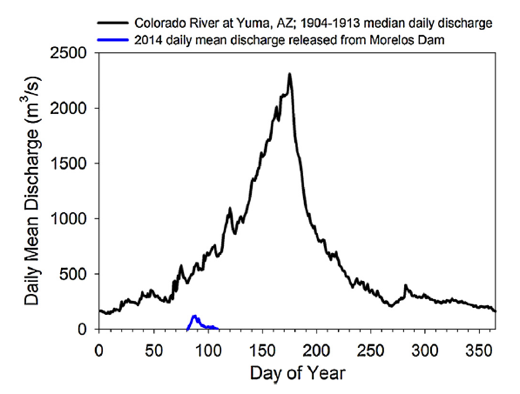 Colorado River at Yuma, AZ; 1904-1913 median daily discharge
2014 daily mean discharge released from Morelos Dam
2500
2000
1500
1000
500
0
Daily Mean Discharge (m³/s)
0 50 100 150 200 250 300 350
Day of Year